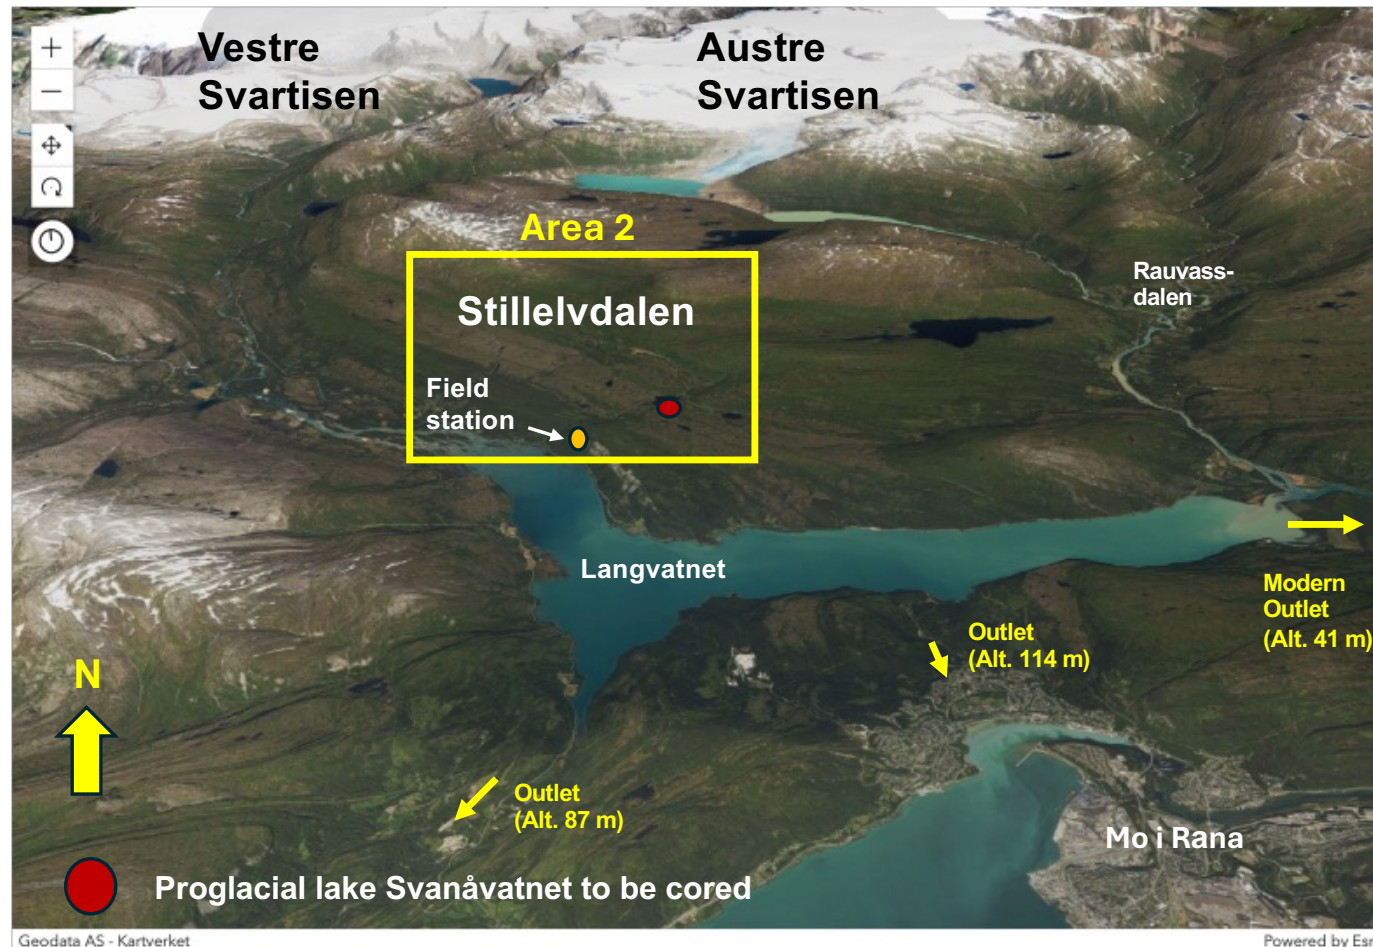 Vestre
Svartisen
Austre
Svartisen
Area 2
Stillelvdalen
Rauvass-
dalen
Field
station
Langvatnet
Modern
Outlet
(Alt. 41 m)
Outlet
(Alt. 114 m)
N
Outlet
(Alt. 87 m)
Mo i Rana
Proglacial lake Svanåvatnet to be cored
Geodata AS - Kartverket
Powered by Esr